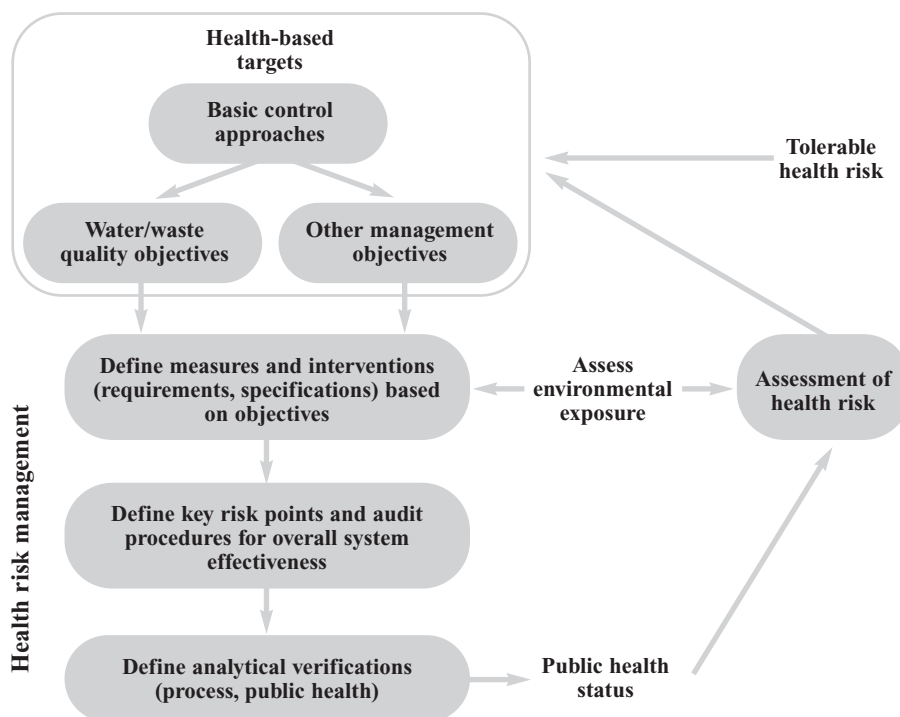 Health-based
targets
Basic control
approaches
Tolerable
health risk
Water/waste
quality objectives
Other management
objectives
Define measures and interventions
(requirements, specifications) based
on objectives
Assess
environmental
exposure
Assessment of
health risk
Health risk management
Define key risk points and audit
procedures for overall system
effectiveness
Define analytical verifications
(process, public health)
Public health
status